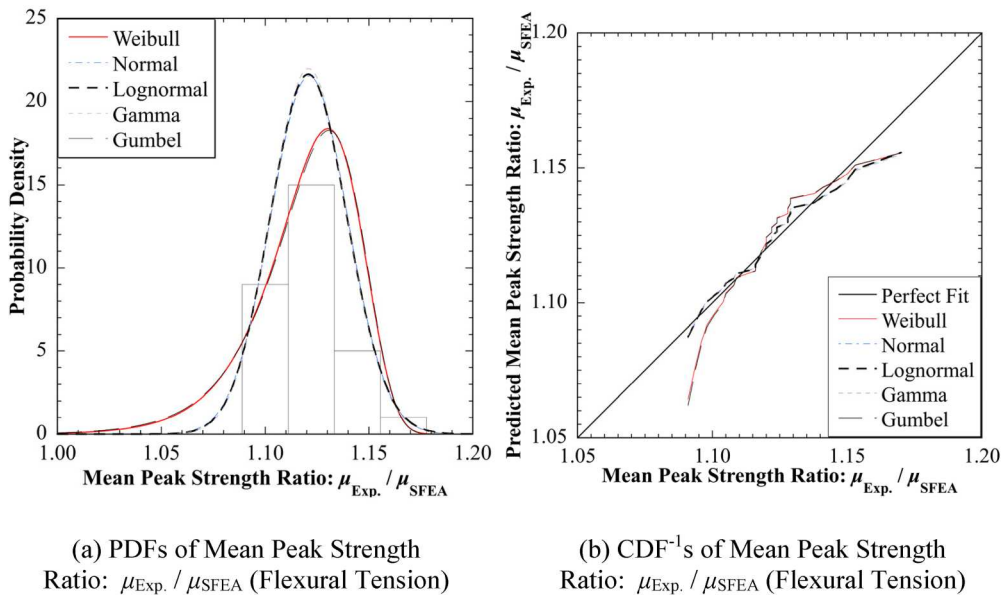 25
20
15
10
5
0
Probability Density
Weibull
Normal
Lognormal
Gamma
Gumbel
1.00
1.05
1.10
1.15
1.20
Mean Peak Strength Ratio: μExp. / μSFEA
(a) PDFs of Mean Peak Strength
Ratio: μExp. / μSFEA (Flexural Tension)
1.20
1.15
1.10
1.05
Predicted Mean Peak Strength Ratio: μExp. / μSFEA
Perfect Fit
Weibull
Normal
Lognormal
Gamma
Gumbel
1.05
1.10
1.15
1.20
Mean Peak Strength Ratio: μExp. / μSFEA
(b) CDF⁻¹s of Mean Peak Strength
Ratio: μExp. / μSFEA (Flexural Tension)